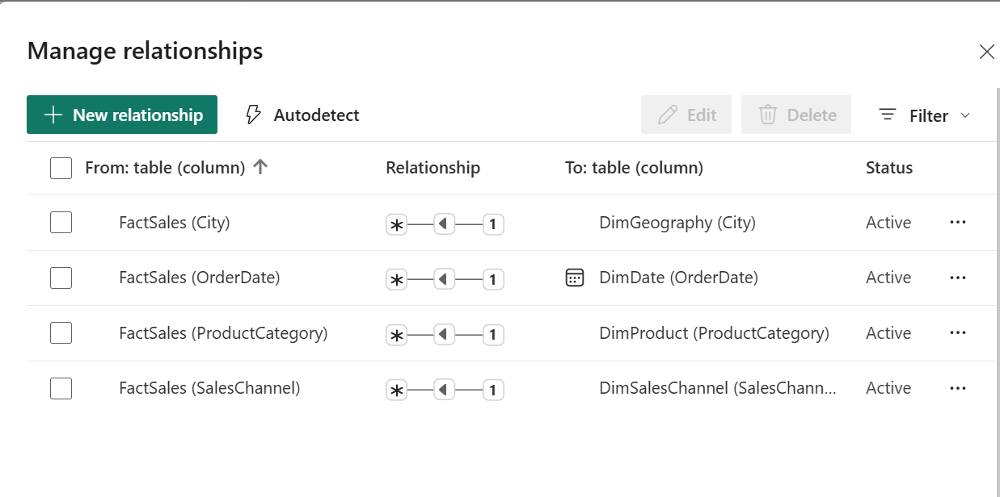 Manage relationships
New relationship Autodetect Edit Delete Filter
From: table (column) Relationship To: table (column) Status
FactSales (City) * 1 DimGeography (City) Active ...
FactSales (OrderDate) * 1 DimDate (OrderDate) Active ...
FactSales (ProductCategory) * 1 DimProduct (ProductCategory) Active ...
FactSales (SalesChannel) * 1 DimSalesChannel (SalesChann... Active ...